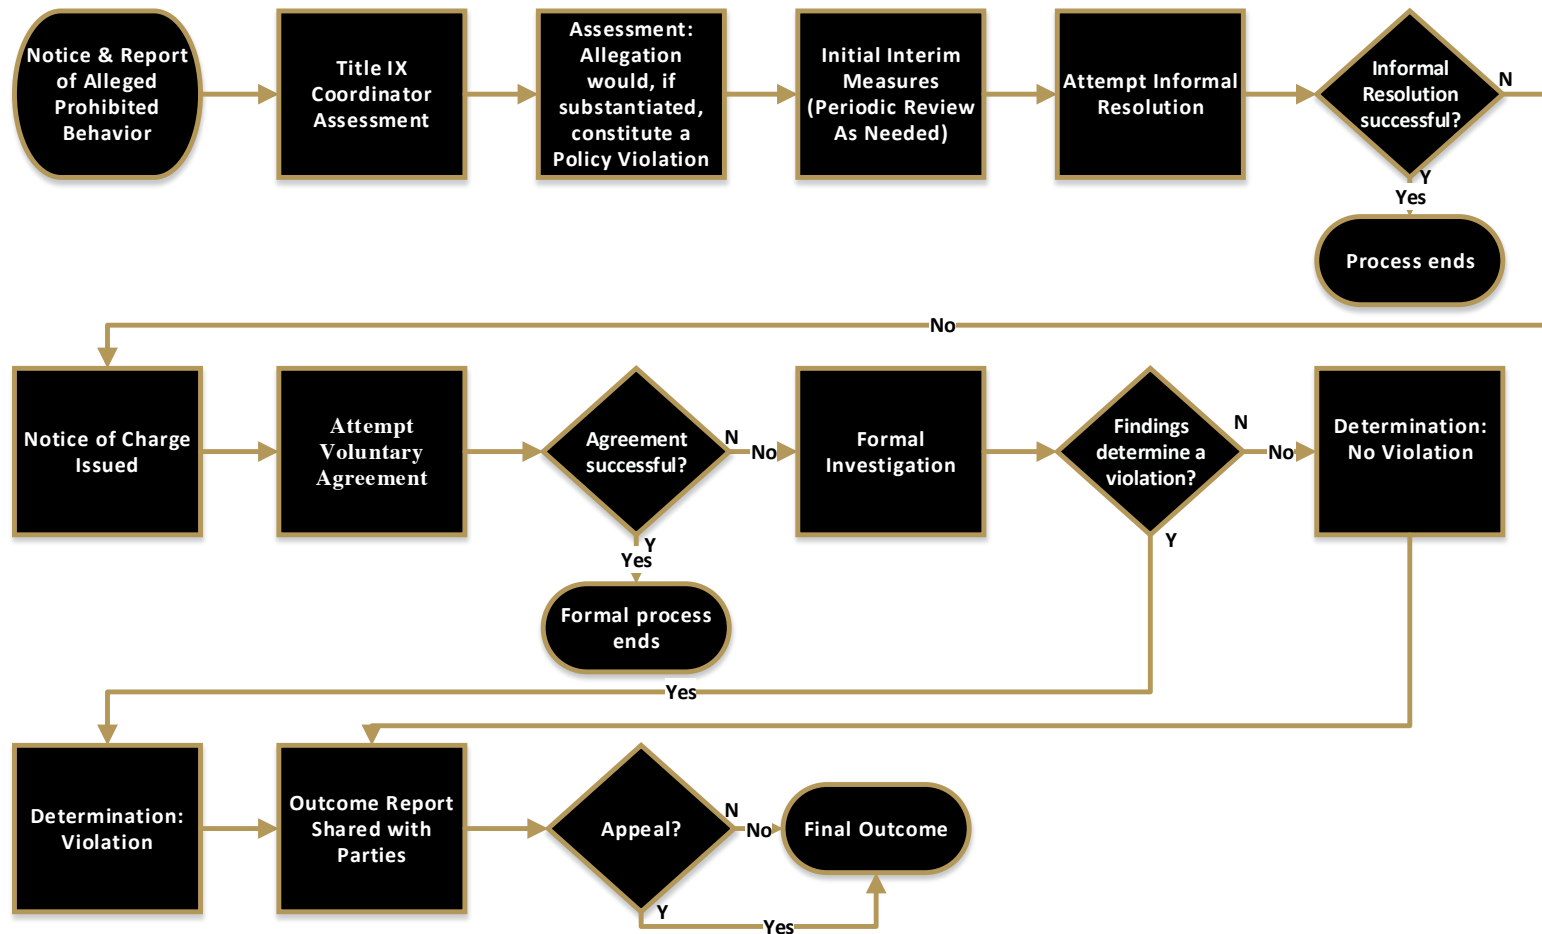 Notice & Report
of Alleged
Prohibited
Behavior
Title IX
Coordinator
Assessment
Assessment:
Allegation
would, if
substantiated,
constitute a
Policy Violation
Initial Interim
Measures
(Periodic Review
As Needed)
Attempt Informal
Resolution
Informal
Resolution
successful?
N
Y
Yes
Process ends
No
Notice of Charge
Issued
Attempt
Voluntary
Agreement
Agreement
successful?
N
No
Y
Yes
Formal process
ends
Formal
Investigation
Findings
determine a
violation?
N
No
Y
Determination:
No Violation
Yes
Determination:
Violation
Outcome Report
Shared with
Parties
Appeal?
N
No
Y
Yes
Final Outcome